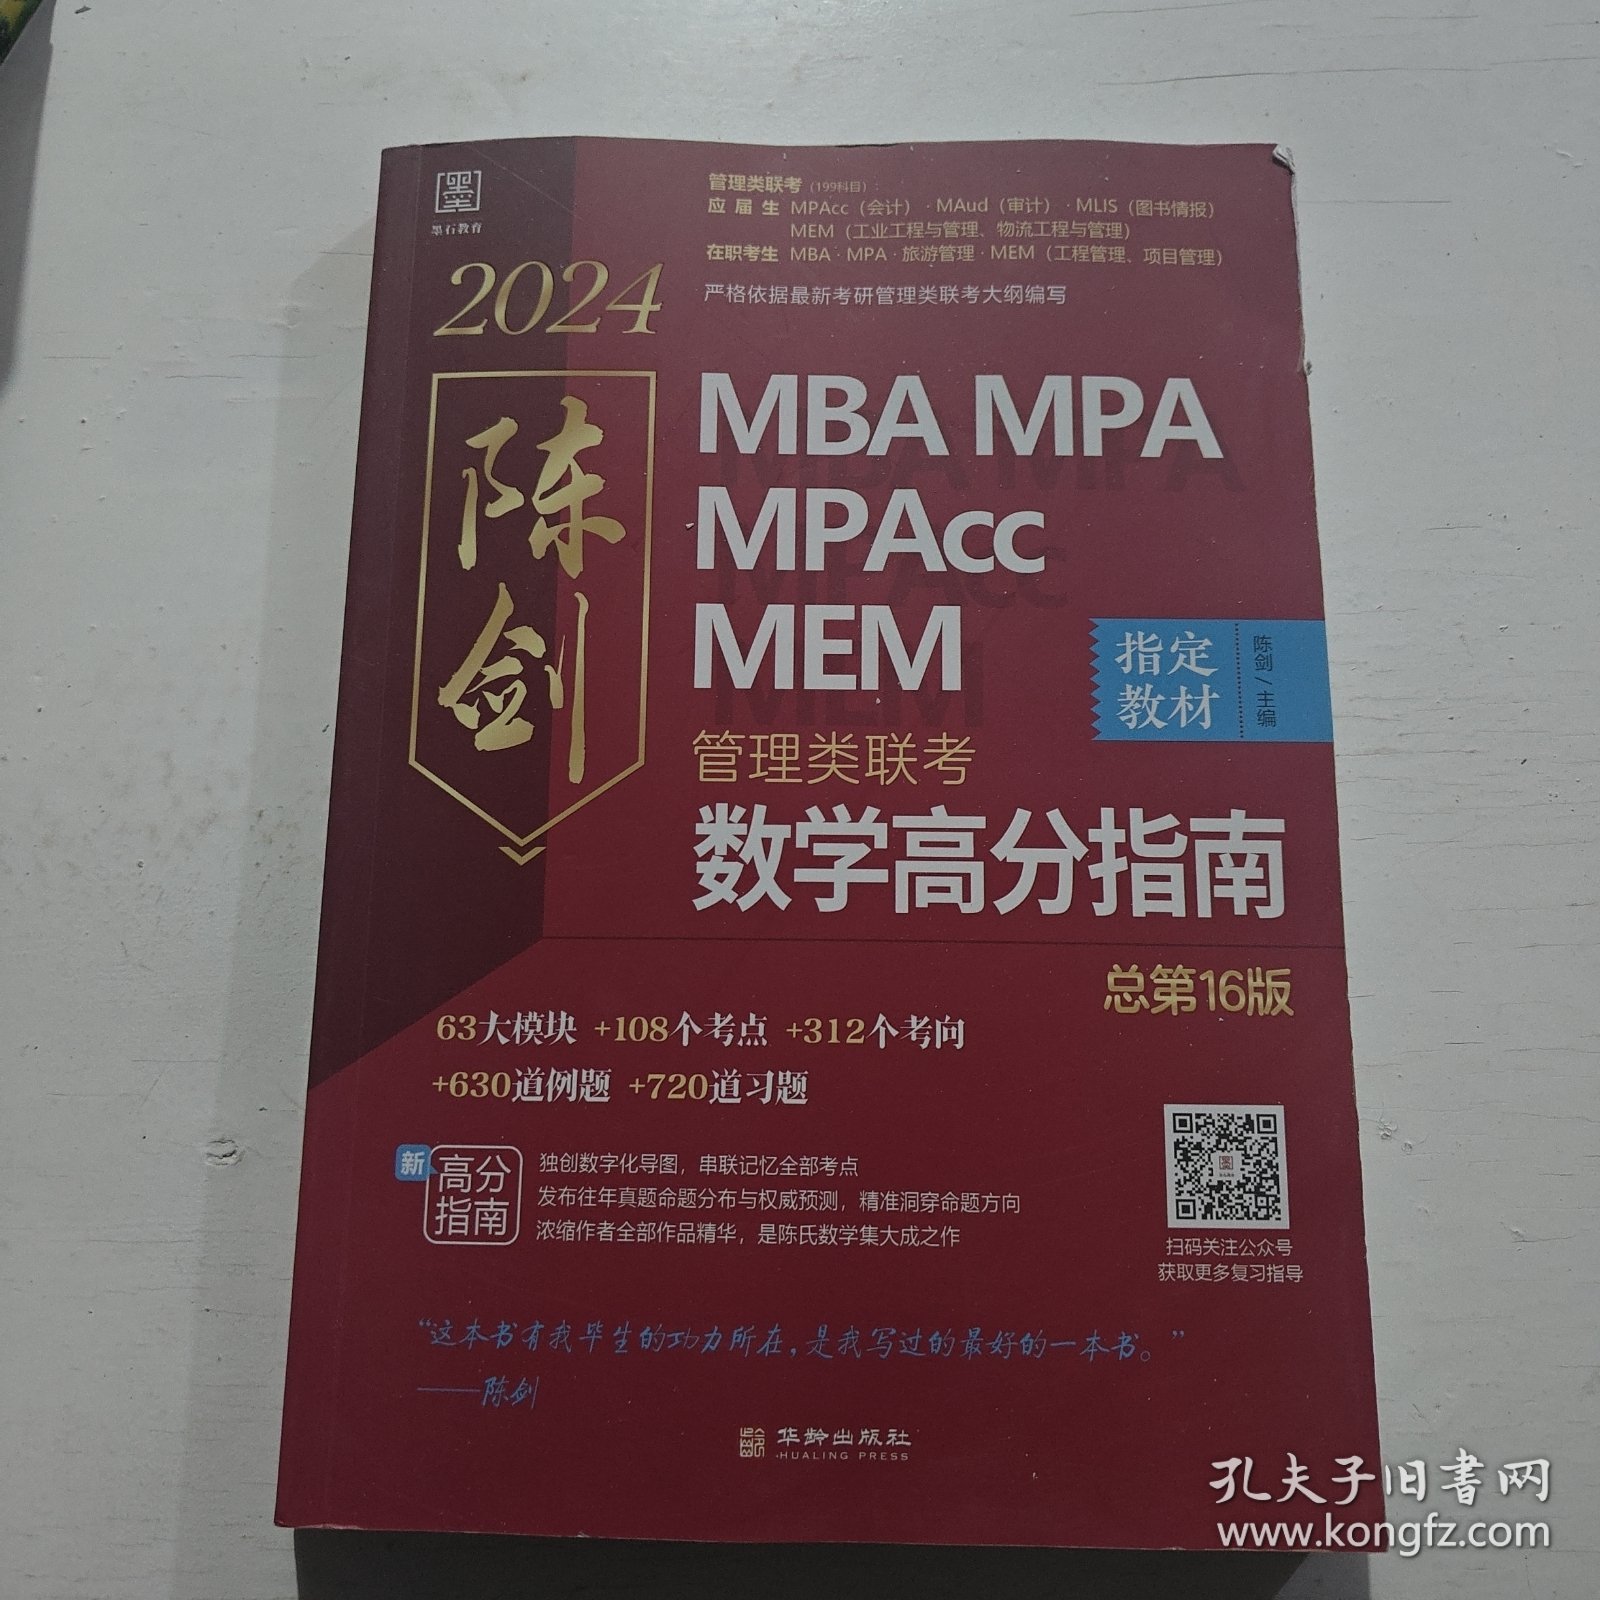 墨
墨石教育
管理类联考（199科目）：
应届生 MPAcc（会计）·MAud（审计）·MLIS（图书情报）
MEM（工业工程与管理、物流工程与管理）
在职考生 MBA·MPA·旅游管理·MEM（工程管理、项目管理）
严格依据最新考研管理类联考大纲编写
2024
陈剑
MBA MPA
MPAcc
MEM
指定
教材
陈剑/主编
管理类联考
数学高分指南
总第16版
63大模块 +108个考点 +312个考向
+630道例题 +720道习题
新
高分
指南
独创数字化导图，串联记忆全部考点
发布往年真题命题分布与权威预测，精准洞穿命题方向
浓缩作者全部作品精华，是陈氏数学集大成之作
扫码关注公众号
获取更多复习指导
“这本书有我毕生的功力所在，是我写过的最好的一本书。”
——陈剑
华龄出版社
HUALING PRESS
孔夫子旧书网
www.kongfz.com